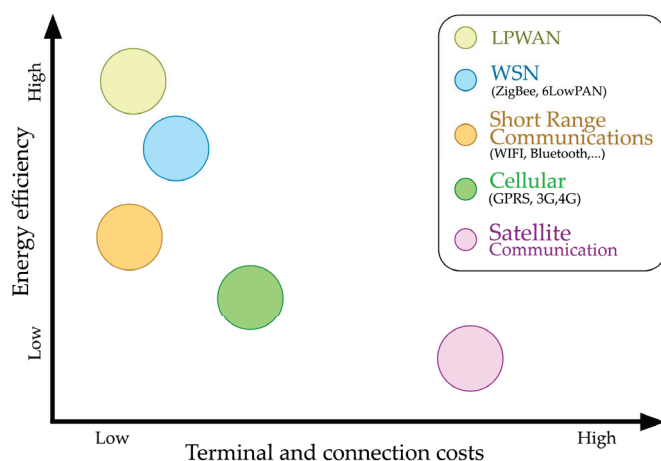 High
Energy efficiency
Low
Low
Terminal and connection costs
High
LPWAN
WSN
(ZigBee, 6LowPAN)
Short Range
Communications
(WIFI, Bluetooth,...)
Cellular
(GPRS, 3G,4G)
Satellite
Communication